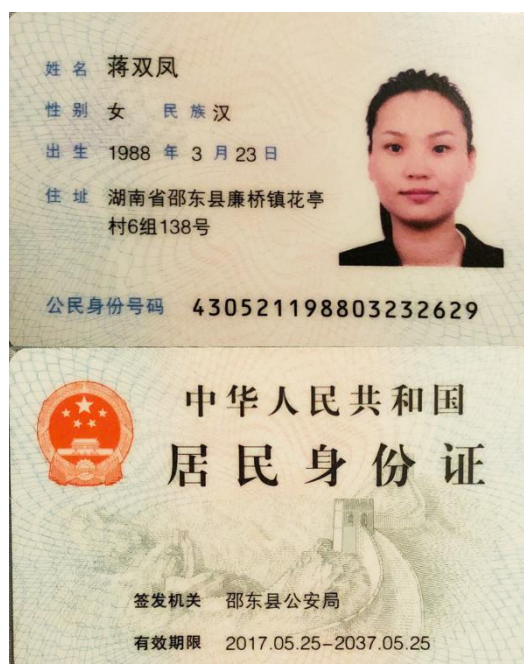 姓名 蒋双凤
性别 女 民族 汉
出生 1988 年 3 月 23 日
住址 湖南省邵东县廉桥镇花亭
村6组138号
公民身份号码 430521198803232629
中华人民共和国
居民身份证
签发机关 邵东县公安局
有效期限 2017.05.25-2037.05.25